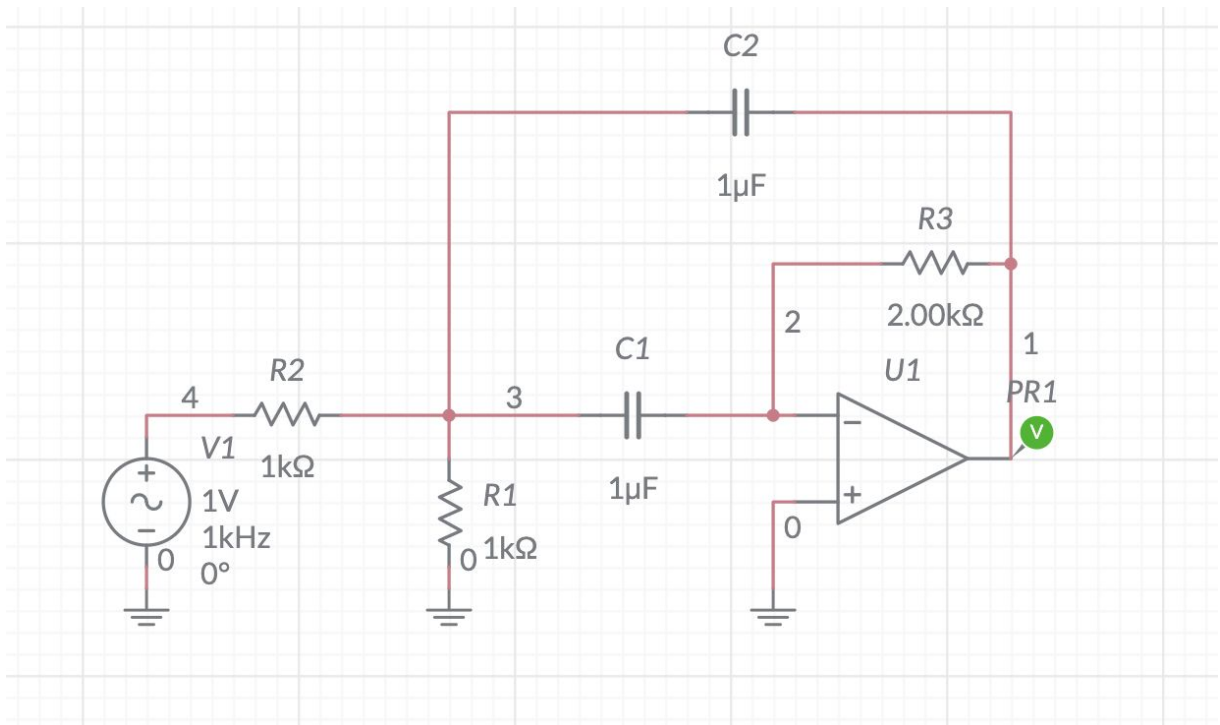 C2
1µF
R3
2.00kΩ
2
1
C1
U1
R2
PR1
4
3
V
V1
1kΩ
−
+
1V
R1
1µF
+
1kHz
−
0
0
0
1kΩ
0°